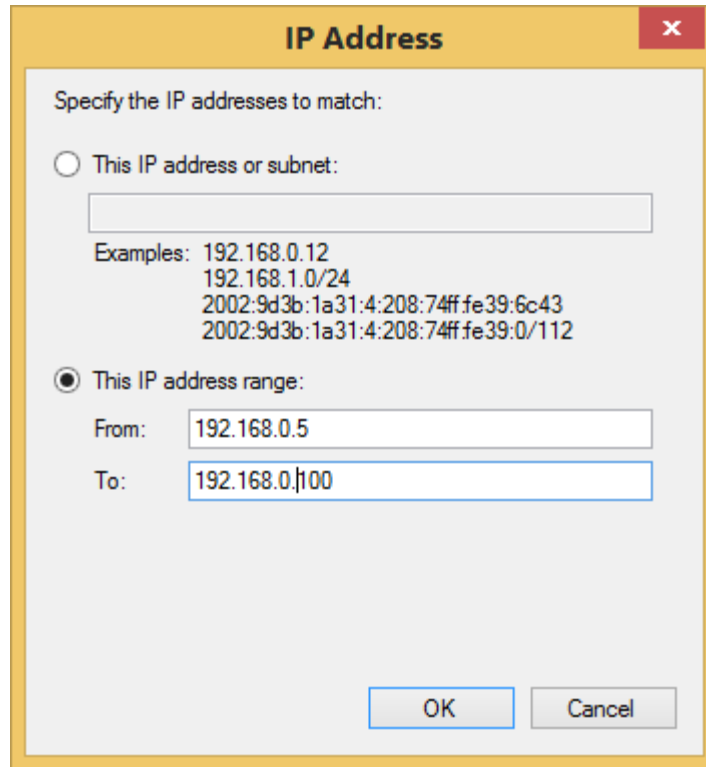 IP Address
x
Specify the IP addresses to match:
This IP address or subnet:
Examples: 192.168.0.12
192.168.1.0/24
2002:9d3b:1a31:4:208:74ff:fe39:6c43
2002:9d3b:1a31:4:208:74ff:fe39:0/112
This IP address range:
From: 192.168.0.5
To: 192.168.0.100
OK Cancel